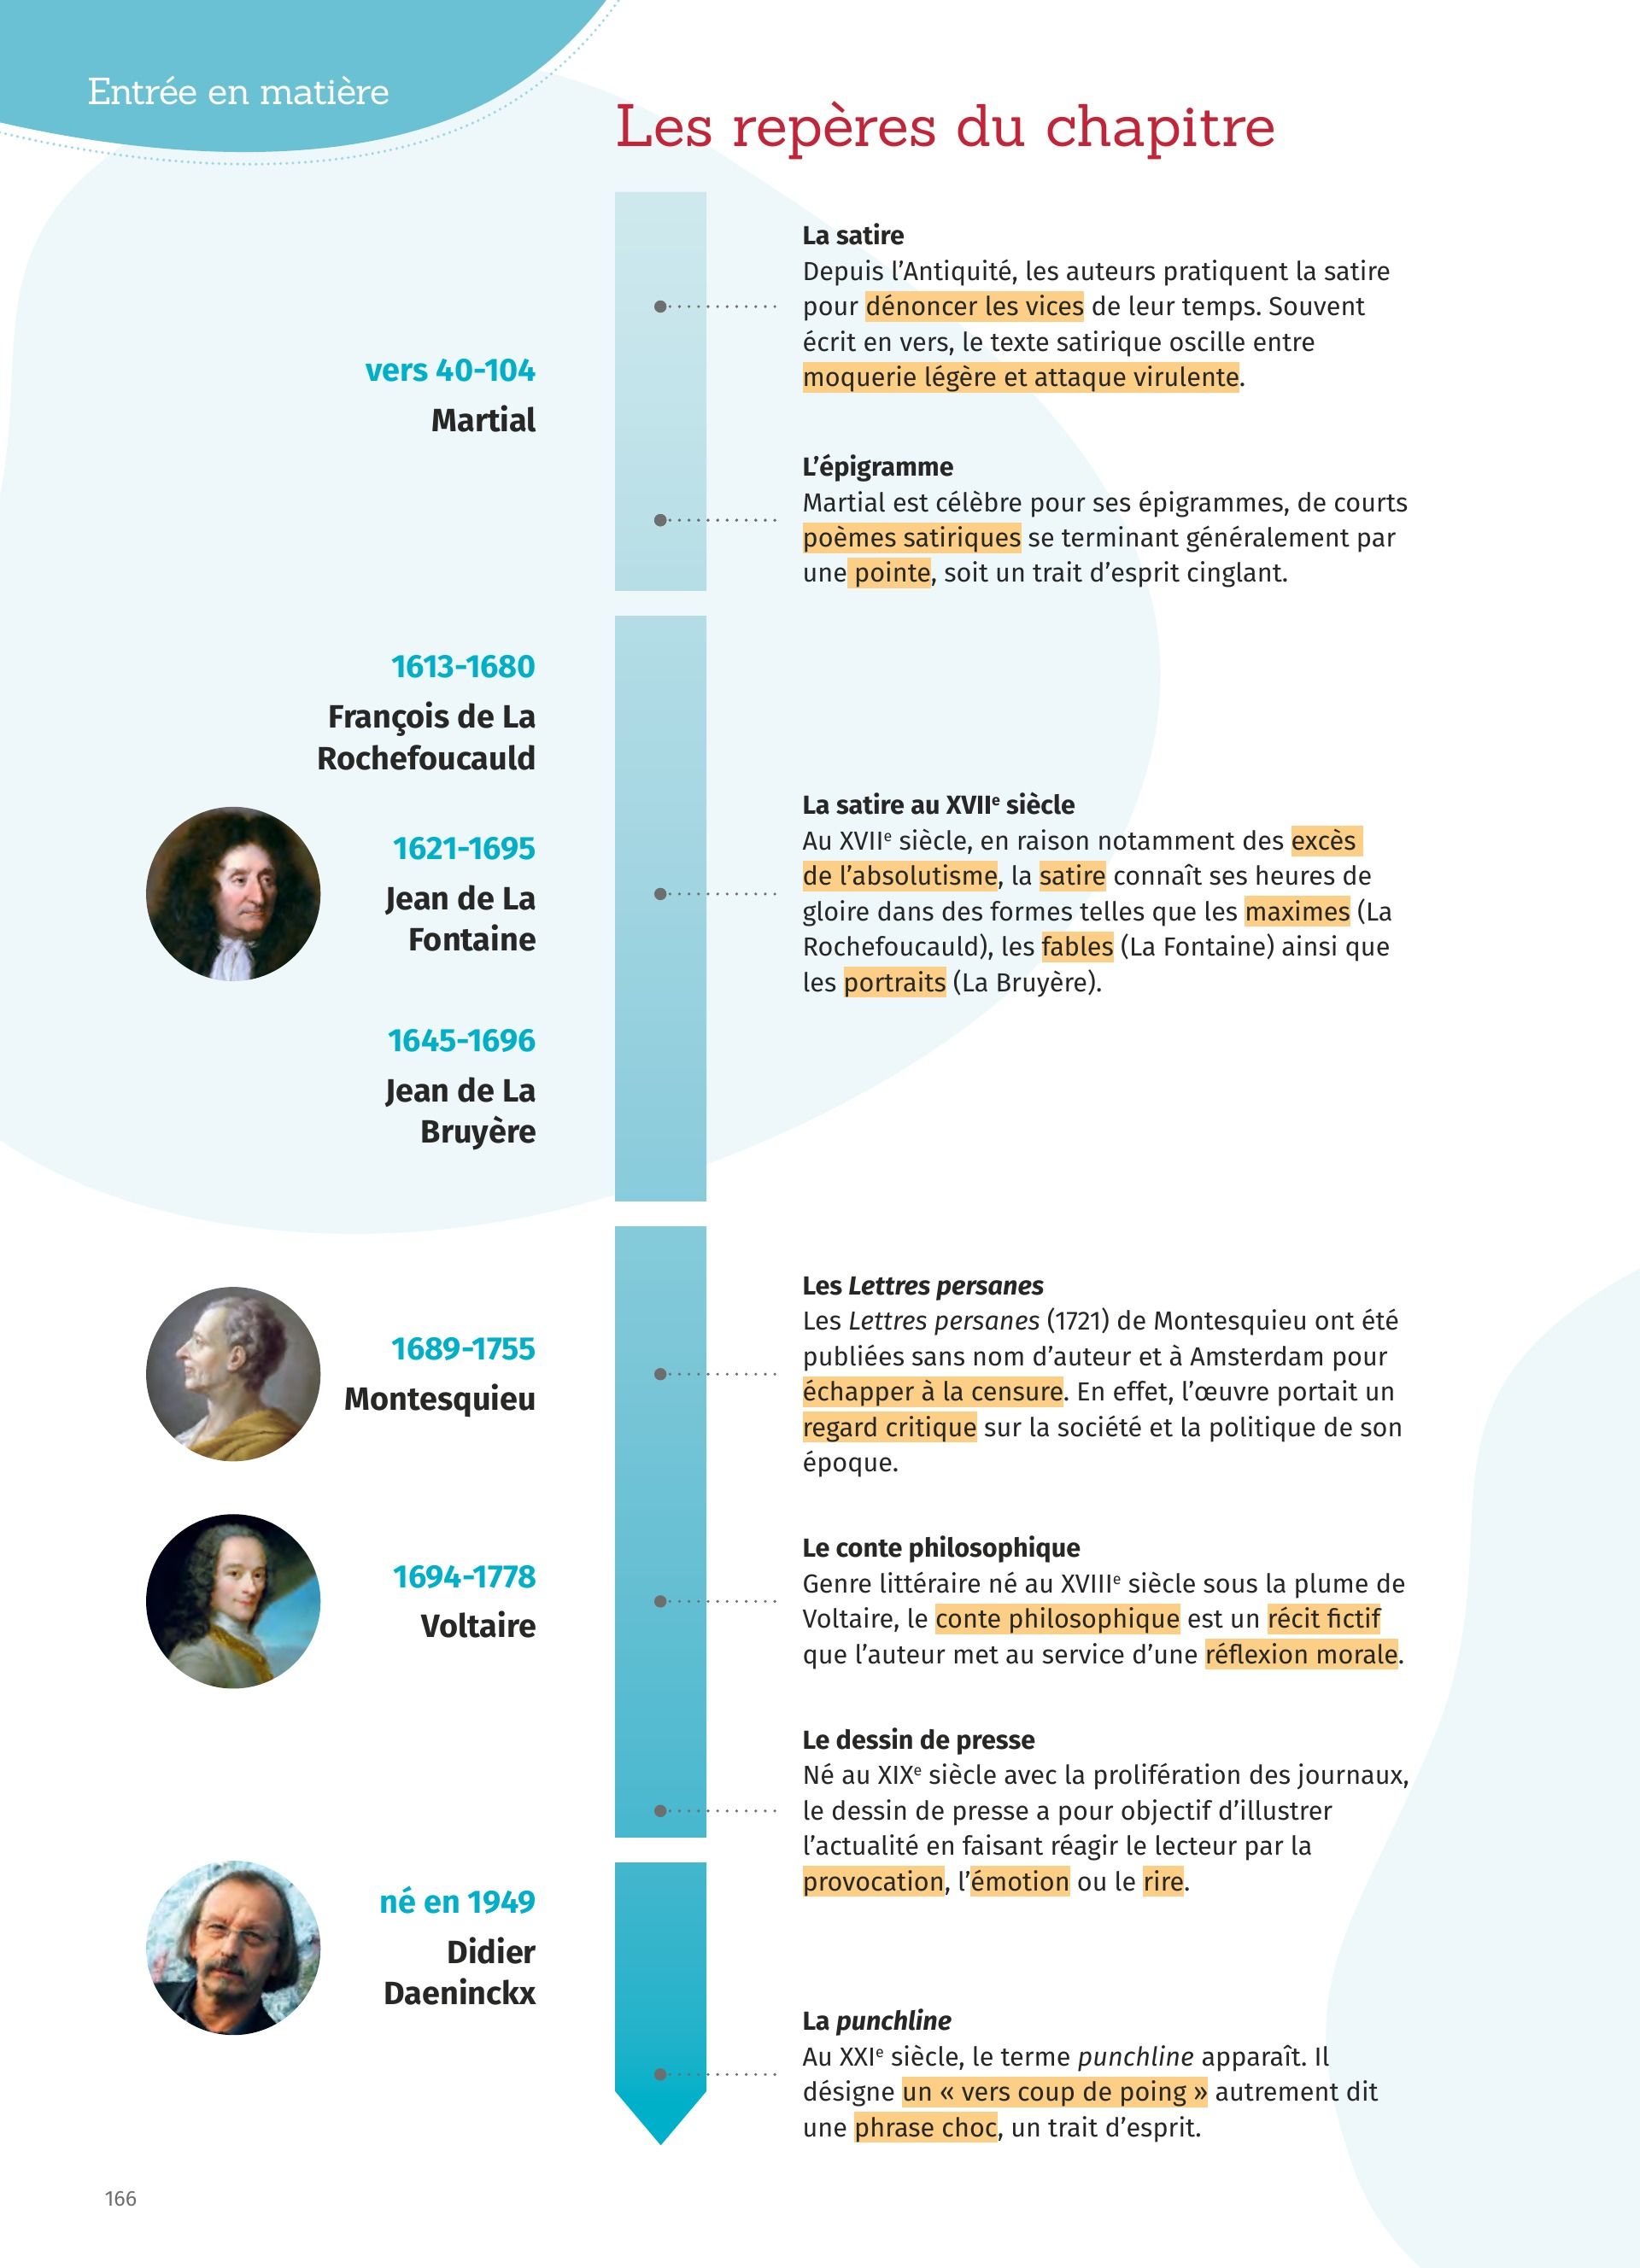 Entrée en matière
Les repères du chapitre
vers 40-104
Martial
La satire
Depuis l’Antiquité, les auteurs pratiquent la satire
pour dénoncer les vices de leur temps. Souvent
écrit en vers, le texte satirique oscille entre
moquerie légère et attaque virulente.
L’épigramme
Martial est célèbre pour ses épigrammes, de courts
poèmes satiriques se terminant généralement par
une pointe, soit un trait d’esprit cinglant.
1613-1680
François de La
Rochefoucauld
1621-1695
Jean de La
Fontaine
1645-1696
Jean de La
Bruyère
La satire au XVIIe siècle
Au XVIIe siècle, en raison notamment des excès
de l’absolutisme, la satire connaît ses heures de
gloire dans des formes telles que les maximes (La
Rochefoucauld), les fables (La Fontaine) ainsi que
les portraits (La Bruyère).
1689-1755
Montesquieu
Les Lettres persanes
Les Lettres persanes (1721) de Montesquieu ont été
publiées sans nom d’auteur et à Amsterdam pour
échapper à la censure. En effet, l’œuvre portait un
regard critique sur la société et la politique de son
époque.
1694-1778
Voltaire
Le conte philosophique
Genre littéraire né au XVIIIe siècle sous la plume de
Voltaire, le conte philosophique est un récit fictif
que l’auteur met au service d’une réflexion morale.
Le dessin de presse
Né au XIXe siècle avec la prolifération des journaux,
le dessin de presse a pour objectif d’illustrer
l’actualité en faisant réagir le lecteur par la
provocation, l’émotion ou le rire.
né en 1949
Didier
Daeninckx
La punchline
Au XXIe siècle, le terme punchline apparaît. Il
désigne un « vers coup de poing » autrement dit
une phrase choc, un trait d’esprit.
166